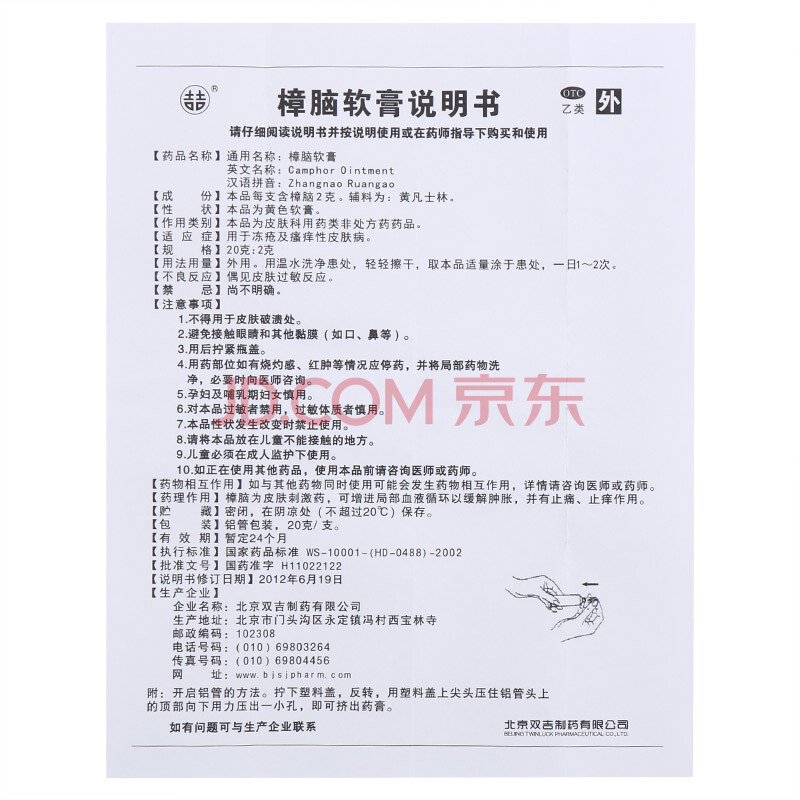 喆®
樟脑软膏说明书
OTC
乙类
外
请仔细阅读说明书并按说明使用或在药师指导下购买和使用
【药品名称】通用名称：樟脑软膏
英文名称：Camphor Ointment
汉语拼音：Zhangnao Ruangao
【成 份】本品每支含樟脑2克。辅料为：黄凡士林。
【性 状】本品为黄色软膏。
【作用类别】本品为皮肤科用药类非处方药药品。
【适 应 症】用于冻疮及瘙痒性皮肤病。
【规 格】20克:2克
【用法用量】外用。用温水洗净患处，轻轻擦干，取本品适量涂于患处，一日1～2次。
【不良反应】偶见皮肤过敏反应。
【禁 忌】尚不明确。
【注意事项】
1.不得用于皮肤破溃处。
2.避免接触眼睛和其他黏膜（如口、鼻等）。
3.用后拧紧瓶盖。
4.用药部位如有烧灼感、红肿等情况应停药，并将局部药物洗
净，必要时向医师咨询。
5.孕妇及哺乳期妇女慎用。
6.对本品过敏者禁用，过敏体质者慎用。
7.本品性状发生改变时禁止使用。
8.请将本品放在儿童不能接触的地方。
9.儿童必须在成人监护下使用。
10.如正在使用其他药品，使用本品前请咨询医师或药师。
JD.COM 京东
【药物相互作用】如与其他药物同时使用可能会发生药物相互作用，详情请咨询医师或药师。
【药理作用】樟脑为皮肤刺激药，可增进局部血液循环以缓解肿胀，并有止痛、止痒作用。
【贮 藏】密闭，在阴凉处（不超过20℃）保存。
【包 装】铝管包装，20克/支。
【有 效 期】暂定24个月
【执行标准】国家药品标准 WS-10001-(HD-0488)-2002
【批准文号】国药准字 H11022122
【说明书修订日期】2012年6月19日
【生产企业】
企业名称：北京双吉制药有限公司
生产地址：北京市门头沟区永定镇冯村西宝林寺
邮政编码：102308
电话号码：(010) 69803264
传真号码：(010) 69804456
网 址：www.bjsjpharm.com
附：开启铝管的方法。拧下塑料盖，反转，用塑料盖上尖头压住铝管头上
的顶部向下用力压出一小孔，即可挤出药膏。
如有问题可与生产企业联系
北京双吉制药有限公司
BEIJING TWINLUCK PHARMACEUTICAL CO.,LTD.